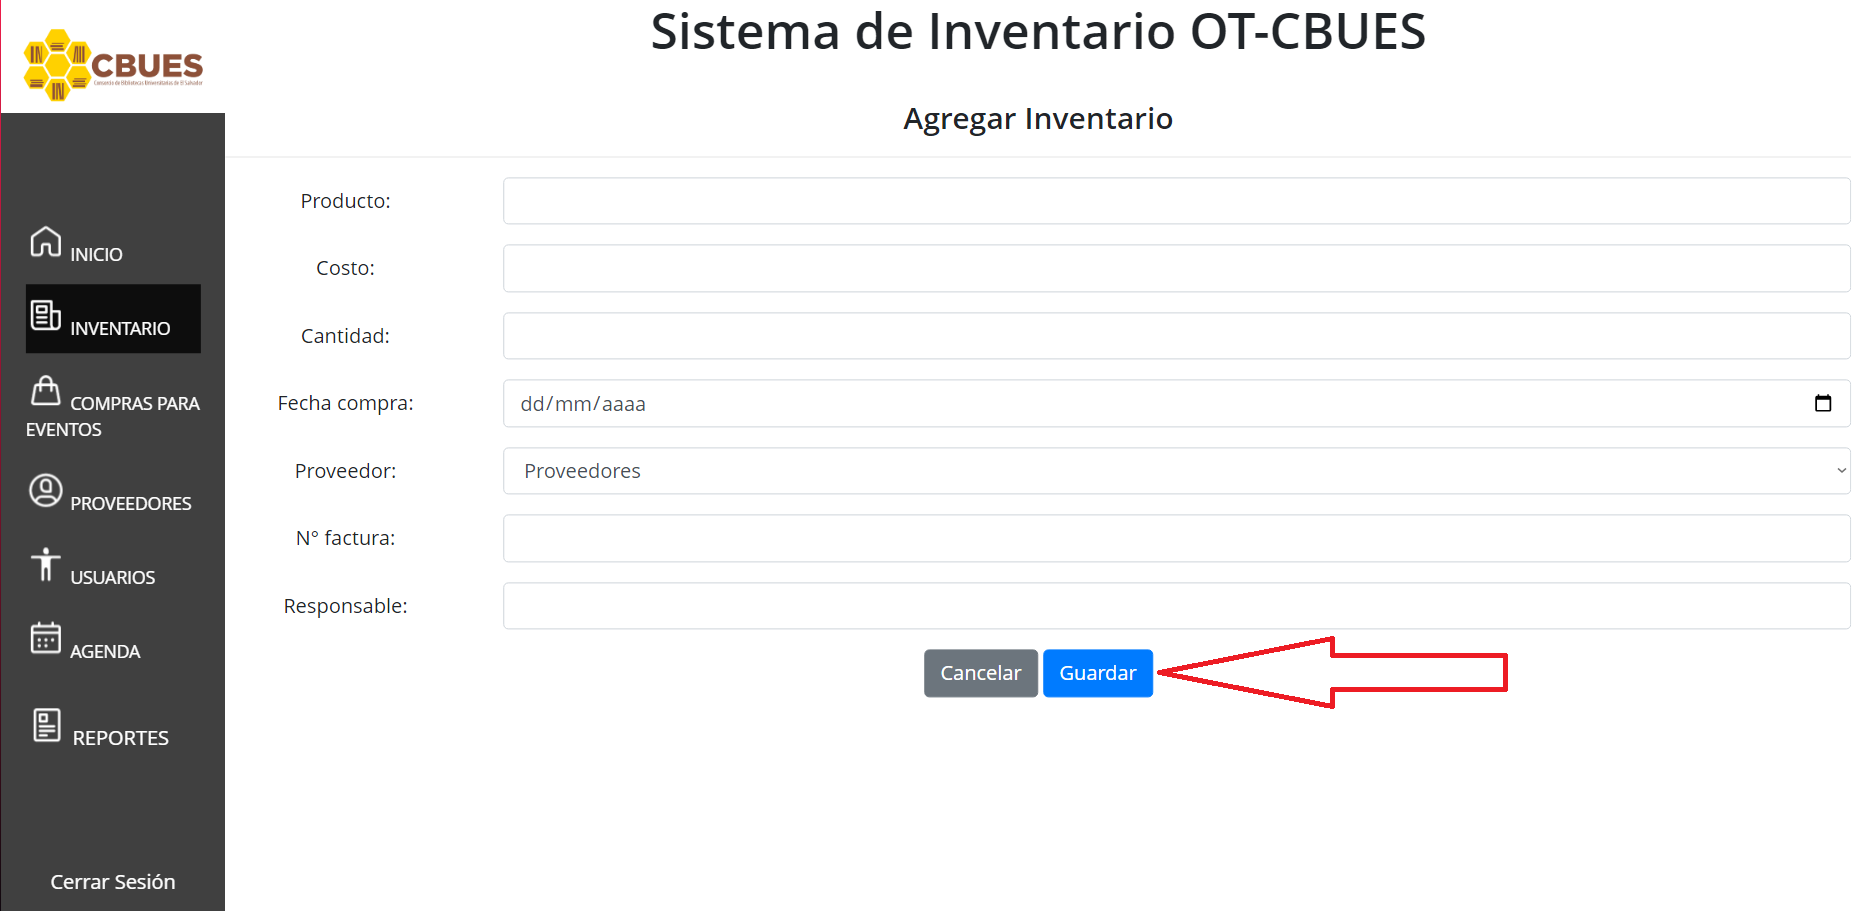 CBUES
Consorcio de Bibliotecas Universitarias de El Salvador
Sistema de Inventario OT-CBUES
Agregar Inventario
INICIO
INVENTARIO
COMPRAS PARA
EVENTOS
PROVEEDORES
USUARIOS
AGENDA
REPORTES
Cerrar Sesión
Producto:
Costo:
Cantidad:
Fecha compra: dd/mm/aaaa
Proveedor: Proveedores
N° factura:
Responsable:
Cancelar Guardar